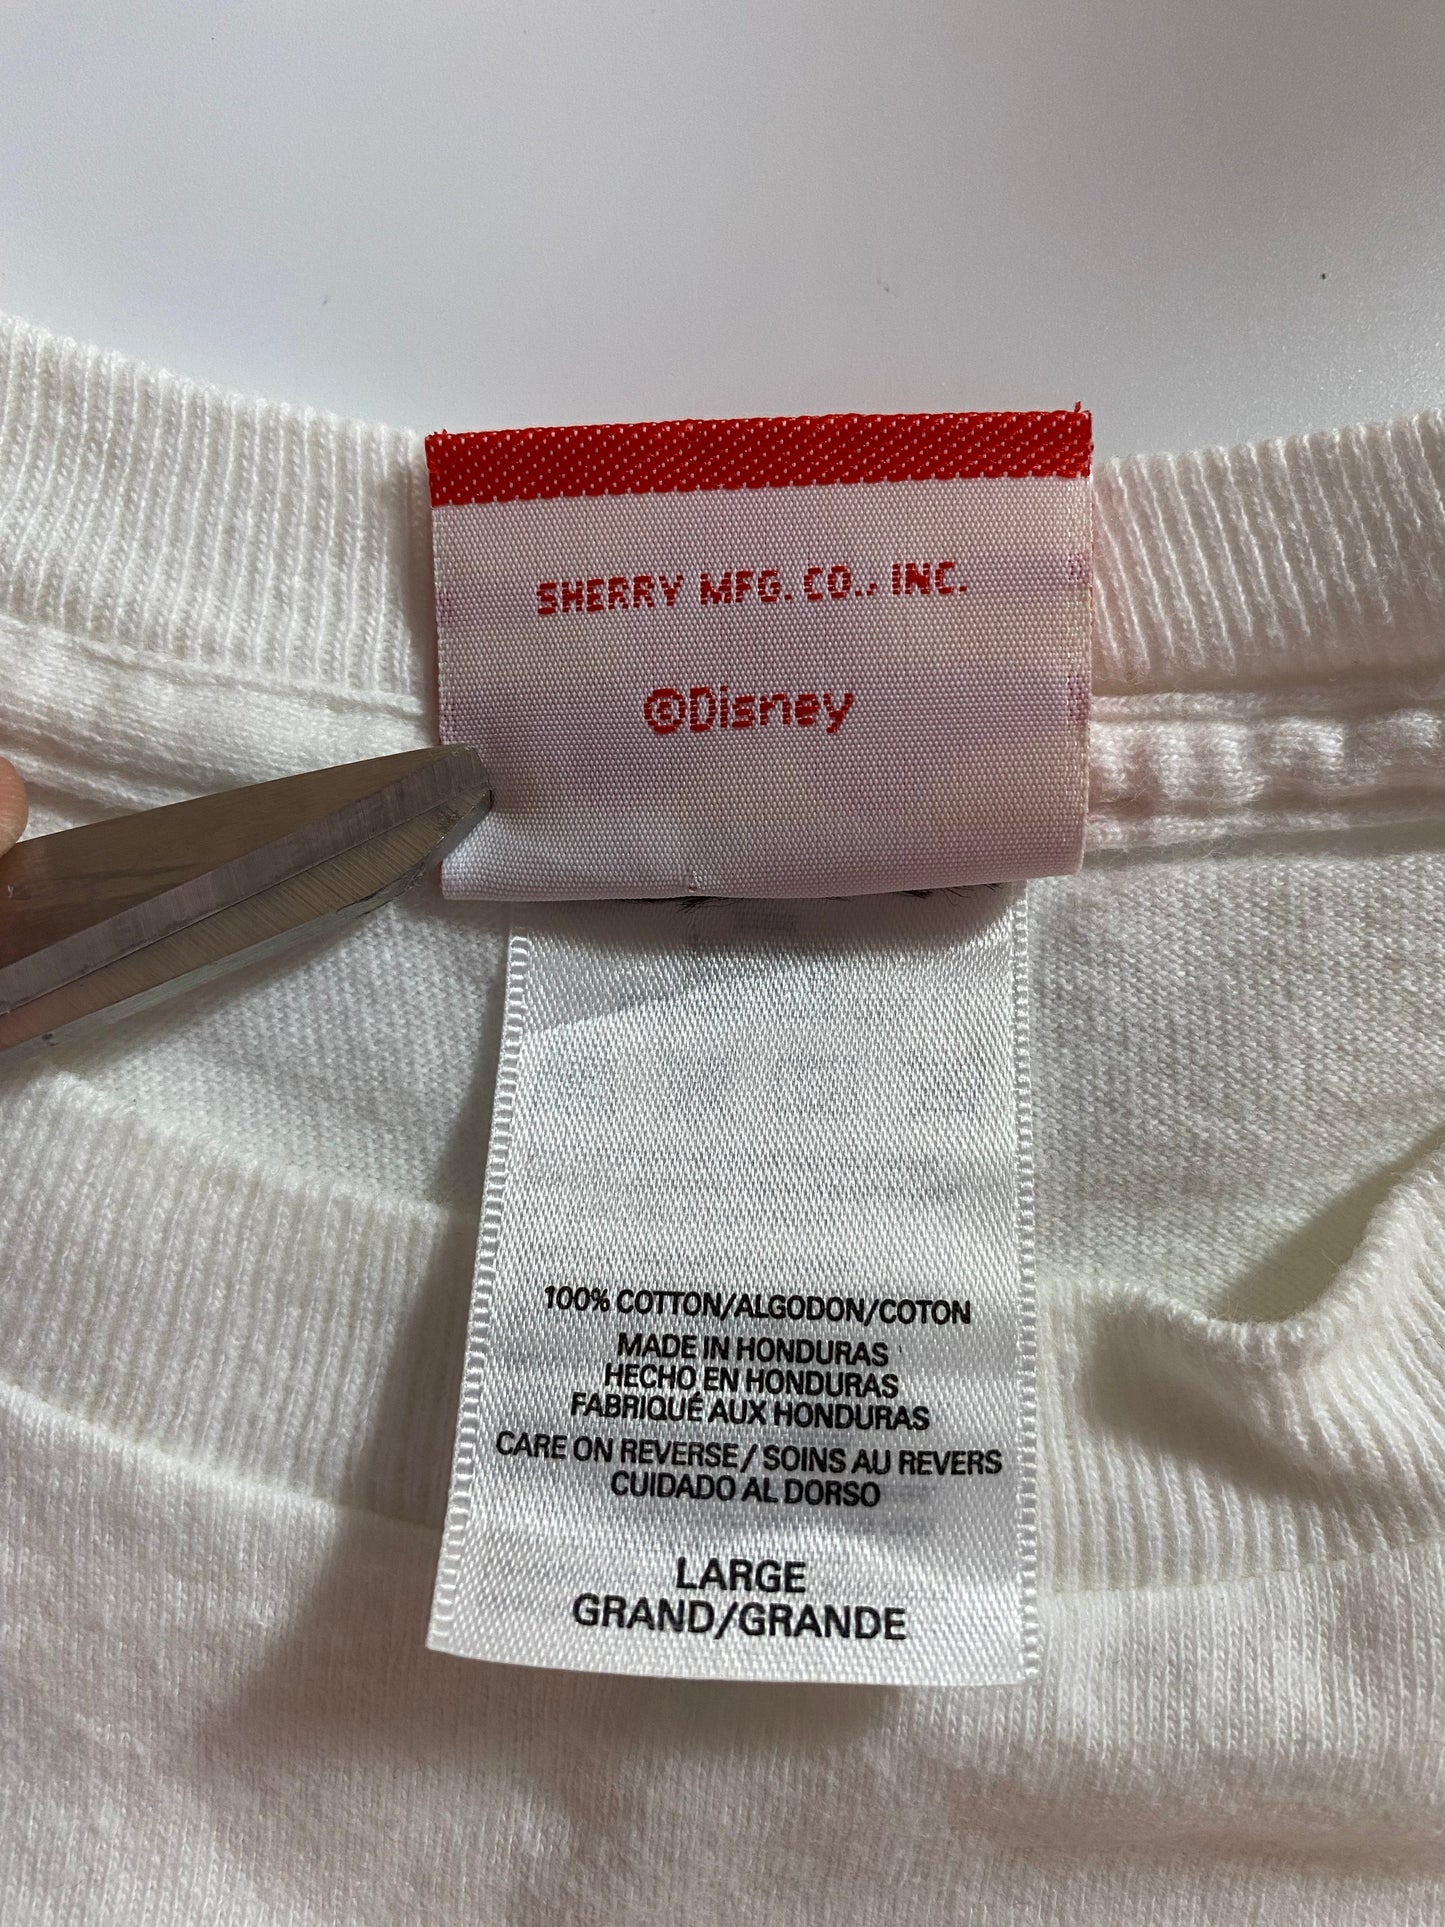 SHERRY MFG. CO., INC.
©Disney
100% COTTON/ALGODON/COTON
MADE IN HONDURAS
HECHO EN HONDURAS
FABRIQUÉ AUX HONDURAS
CARE ON REVERSE / SOINS AU REVERS
CUIDADO AL DORSO
LARGE
GRAND/GRANDE